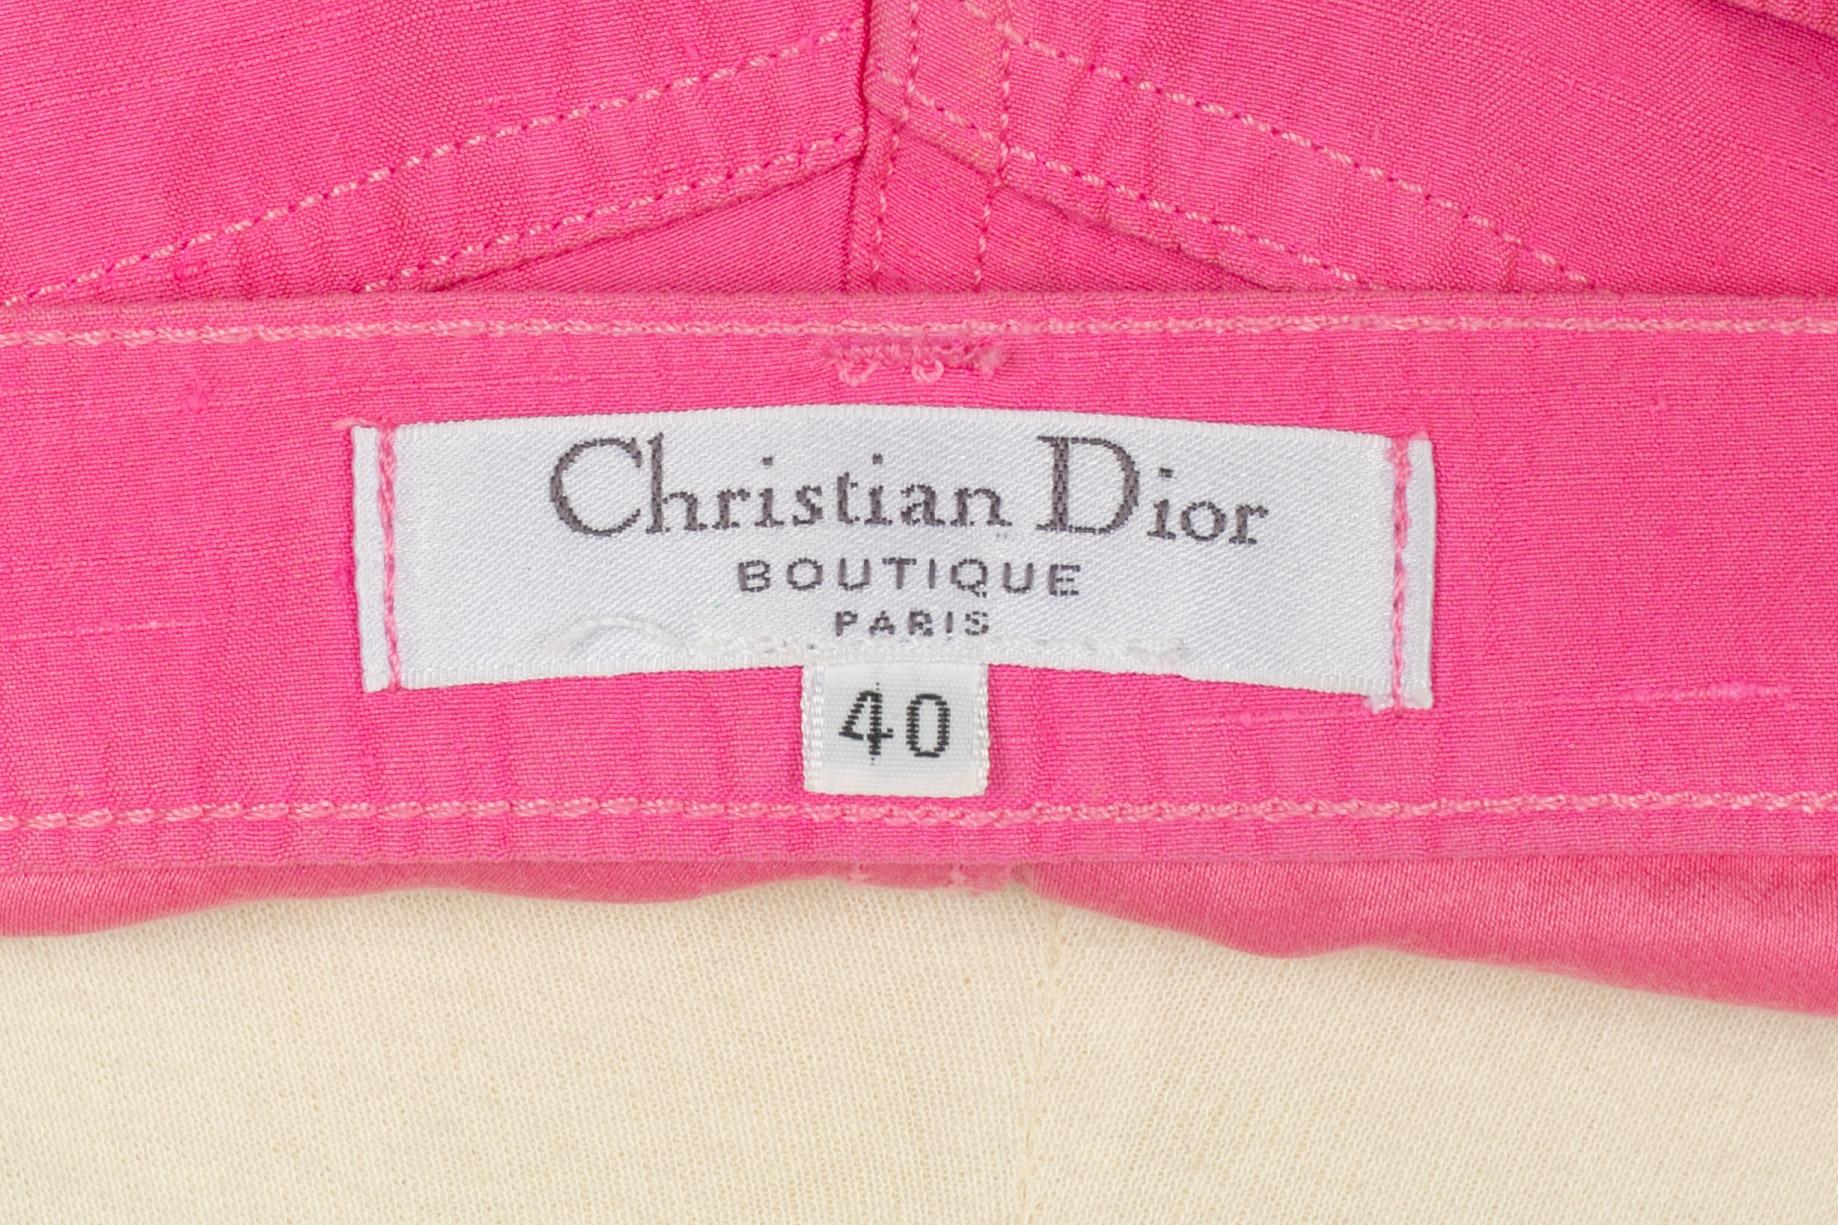 Christian Dior
BOUTIQUE
PARIS
40